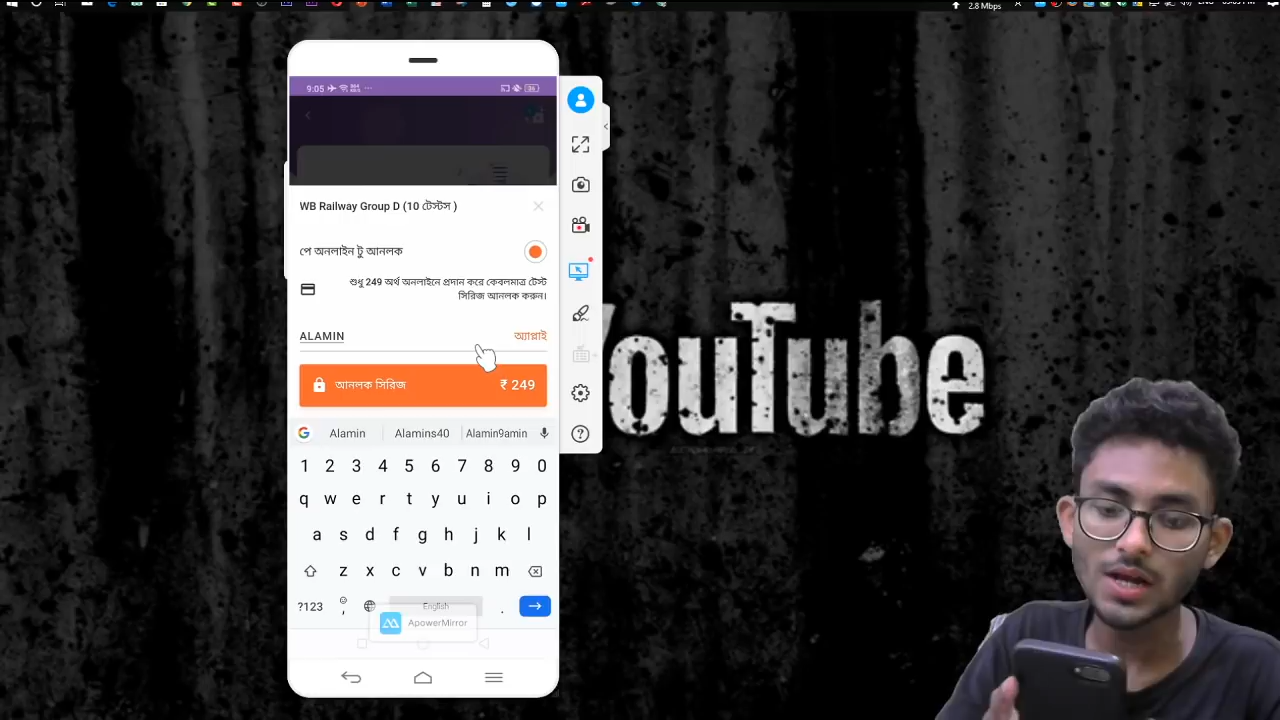 2.8 Mbps
9:05
WB Railway Group D (10 টেস্টস )
পে অনলাইন টু আনলক
শুধু 249 অর্থ অনলাইনে প্রদান করে কেবলমাত্র টেস্ট
সিরিজ আনলক করুন।
ALAMIN
অ্যাপ্লাই
আনলক সিরিজ
₹ 249
Alamin
Alamins40
Alamin9amin
1 2 3 4 5 6 7 8 9 0
q w e r t y u i o p
a s d f g h j k l
z x c v b n m
?123
,
English
.
ApowerMirror
YouTube